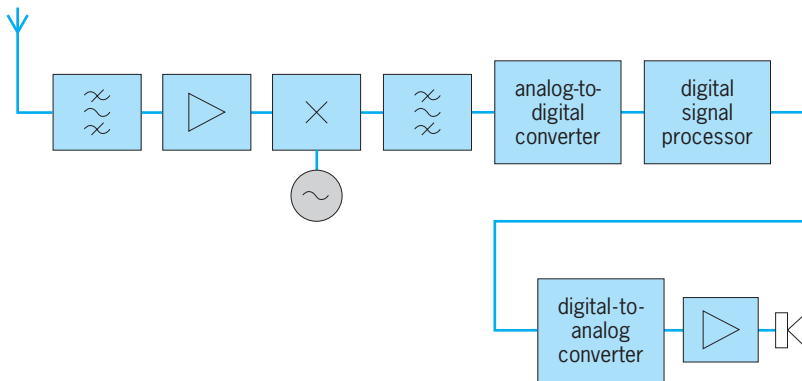 analog-to-
digital
converter
digital
signal
processor
digital-to-
analog
converter